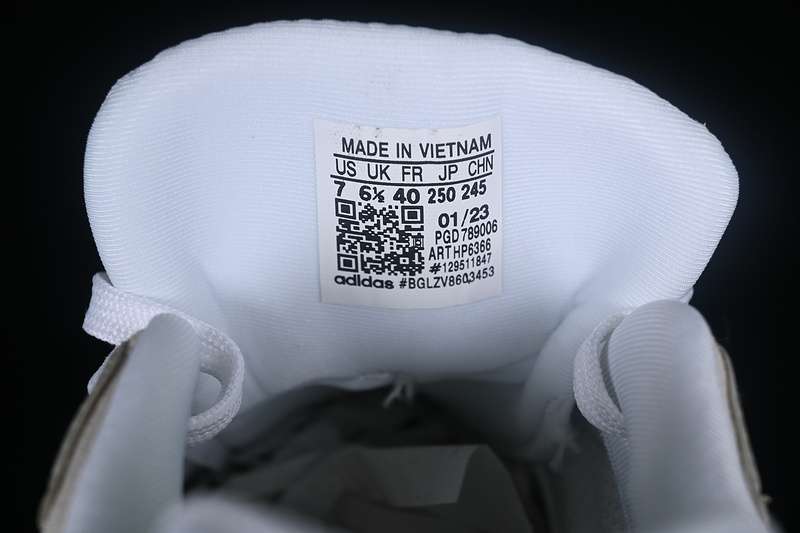 MADE IN VIETNAM
US UK FR JP CHN
7 6½ 40 250 245
01/23
PGD 789006
ART HP6366
#129511847
adidas #BGLZV8603453